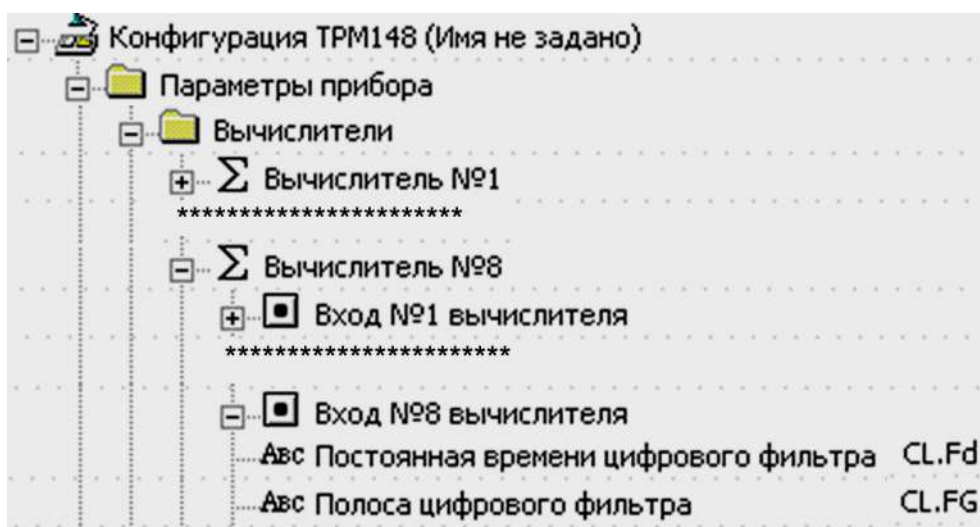 Конфигурация ТРМ148 (Имя не задано)
Параметры прибора
Вычислители
Σ Вычислитель №1
***********************
Σ Вычислитель №8
Вход №1 вычислителя
***********************
Вход №8 вычислителя
Авс Постоянная времени цифрового фильтра CL.Fd
Авс Полоса цифрового фильтра CL.FG